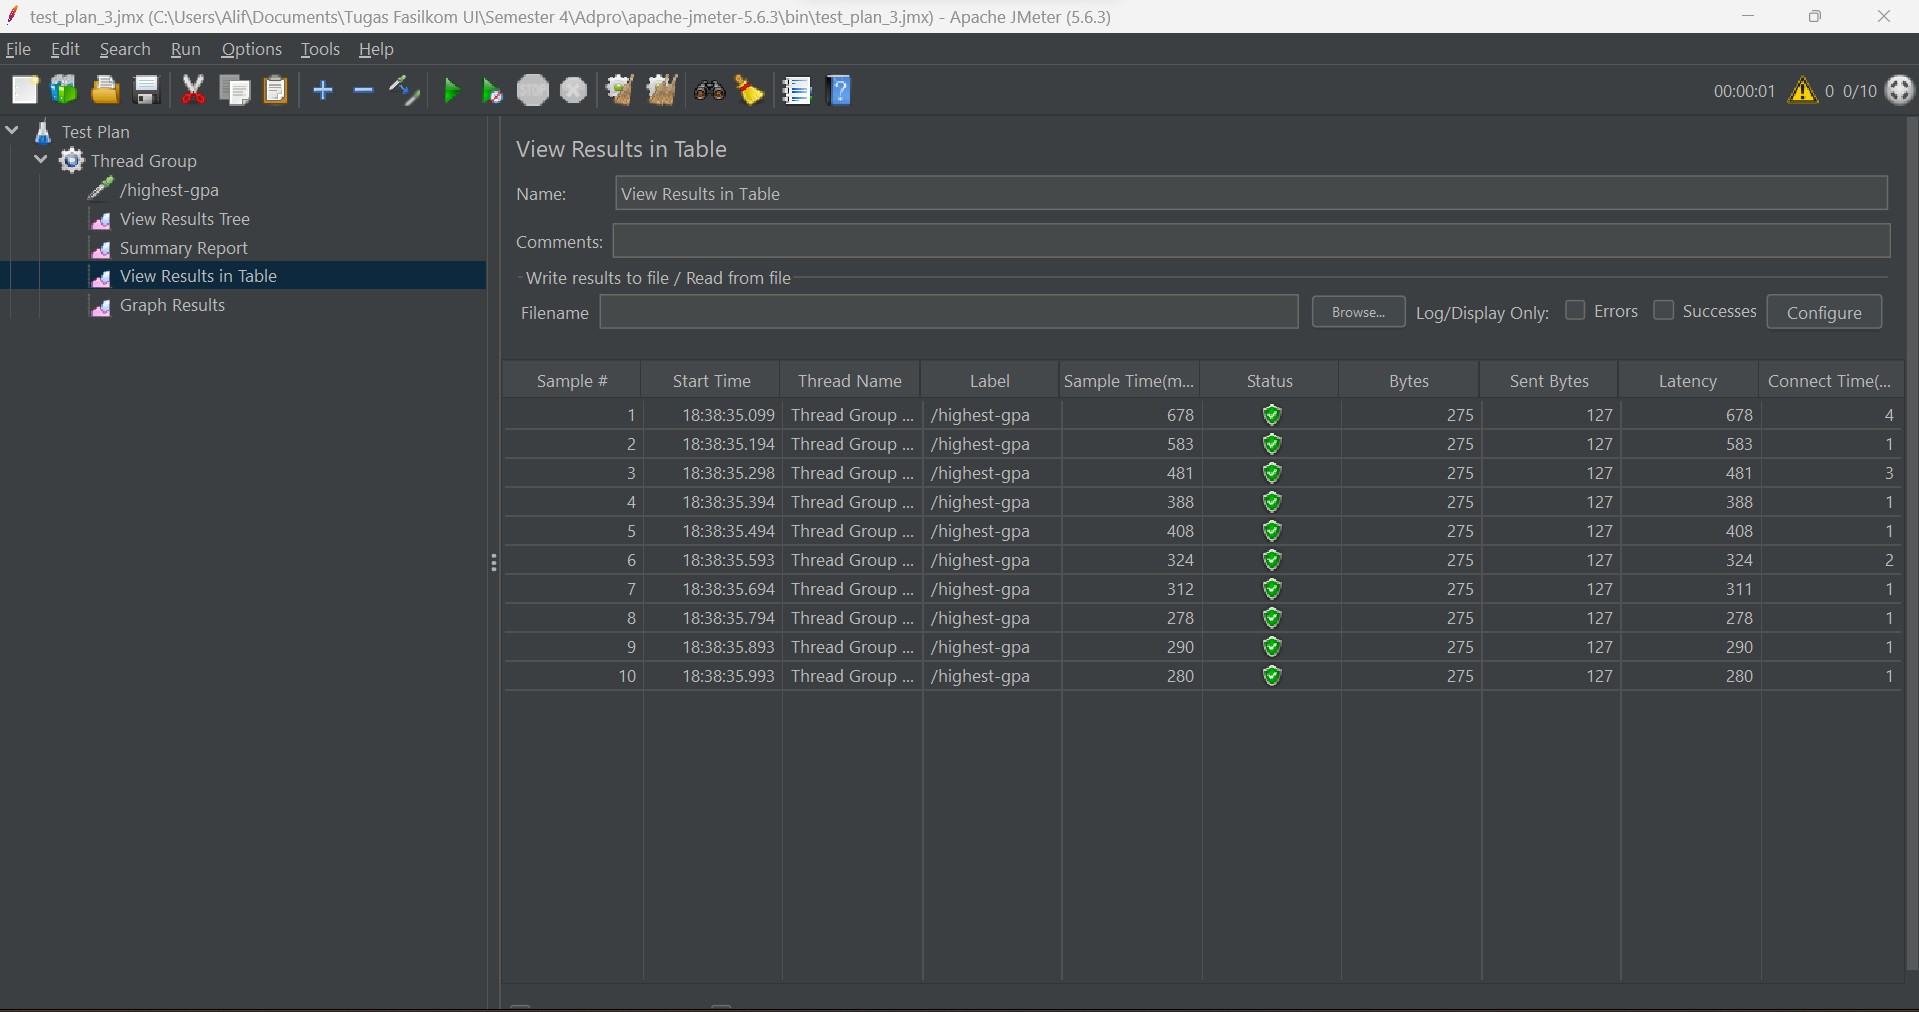 test_plan_3.jmx (C:\Users\Alif\Documents\Tugas Fasilkom UI\Semester 4\Adpro\apache-jmeter-5.6.3\bin\test_plan_3.jmx) - Apache JMeter (5.6.3)
File Edit Search Run Options Tools Help
STOP 00:00:01 0 0/10
Test Plan
Thread Group
/highest-gpa
View Results Tree
Summary Report
View Results in Table
Graph Results
View Results in Table
Name: View Results in Table
Comments:
Write results to file / Read from file
Filename Browse... Log/Display Only: Errors Successes Configure
Sample # Start Time Thread Name Label Sample Time(m... Status Bytes Sent Bytes Latency Connect Time(...
1 18:38:35.099 Thread Group ... /highest-gpa 678 275 127 678 4
2 18:38:35.194 Thread Group ... /highest-gpa 583 275 127 583 1
3 18:38:35.298 Thread Group ... /highest-gpa 481 275 127 481 3
4 18:38:35.394 Thread Group ... /highest-gpa 388 275 127 388 1
5 18:38:35.494 Thread Group ... /highest-gpa 408 275 127 408 1
6 18:38:35.593 Thread Group ... /highest-gpa 324 275 127 324 2
7 18:38:35.694 Thread Group ... /highest-gpa 312 275 127 311 1
8 18:38:35.794 Thread Group ... /highest-gpa 278 275 127 278 1
9 18:38:35.893 Thread Group ... /highest-gpa 290 275 127 290 1
10 18:38:35.993 Thread Group ... /highest-gpa 280 275 127 280 1